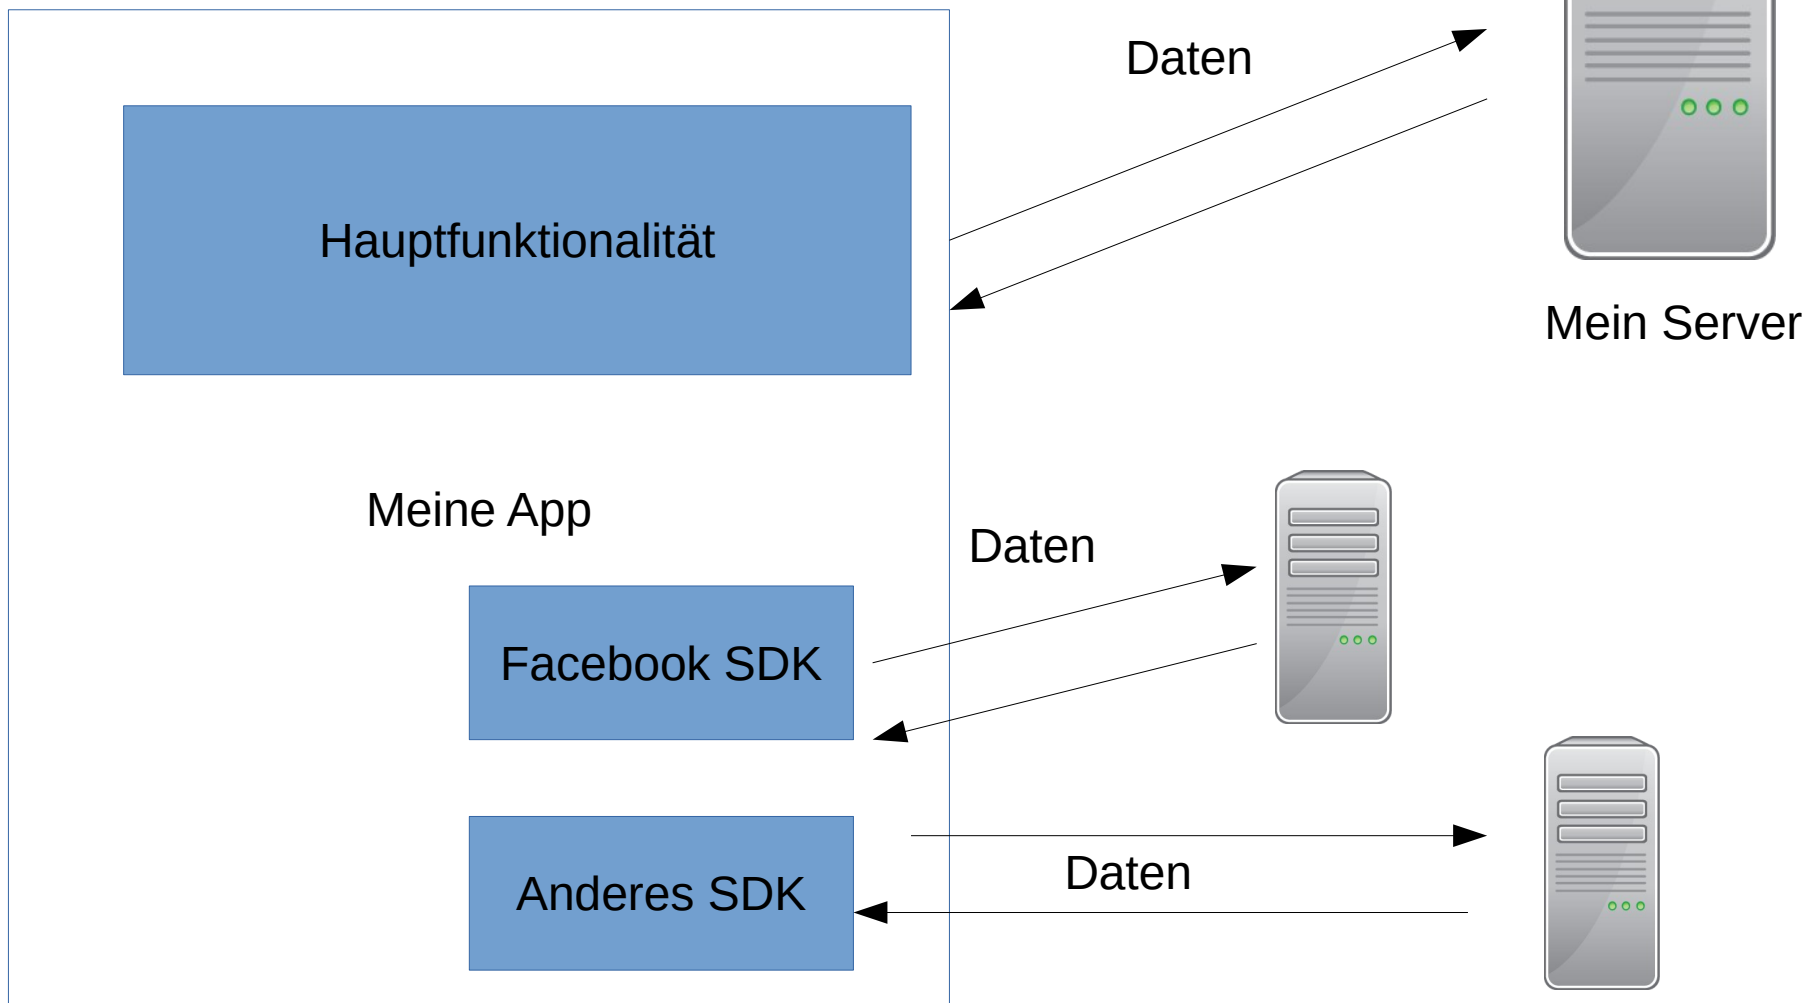 Daten
Hauptfunktionalität
Mein Server
Meine App
Daten
Facebook SDK
Daten
Anderes SDK